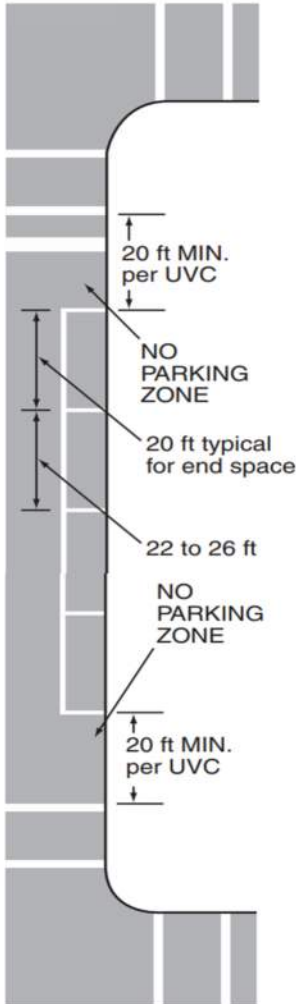 20 ft MIN.
per UVC
NO
PARKING
ZONE
20 ft typical
for end space
22 to 26 ft
NO
PARKING
ZONE
20 ft MIN.
per UVC